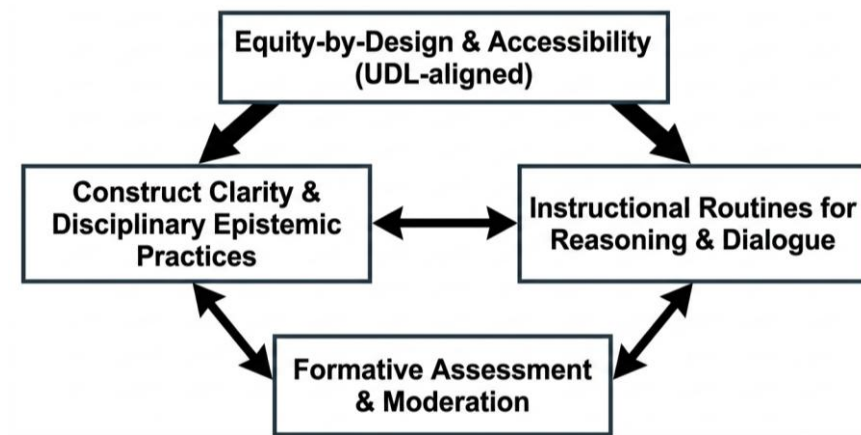 Equity-by-Design & Accessibility
(UDL-aligned)
Construct Clarity &
Disciplinary Epistemic
Practices
Instructional Routines for
Reasoning & Dialogue
Formative Assessment
& Moderation